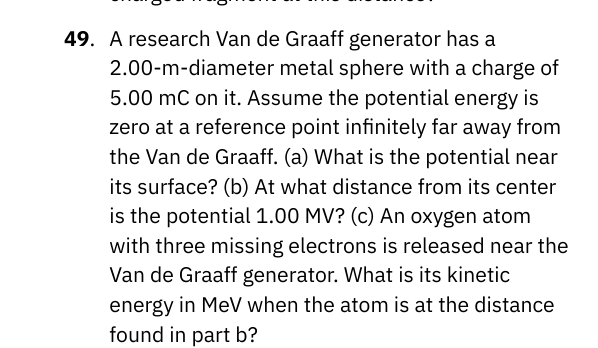 49. A research Van de Graaff generator has a
2.00-m-diameter metal sphere with a charge of
5.00 mC on it. Assume the potential energy is
zero at a reference point infinitely far away from
the Van de Graaff. (a) What is the potential near
its surface? (b) At what distance from its center
is the potential 1.00 MV? (c) An oxygen atom
with three missing electrons is released near the
Van de Graaff generator. What is its kinetic
energy in MeV when the atom is at the distance
found in part b?